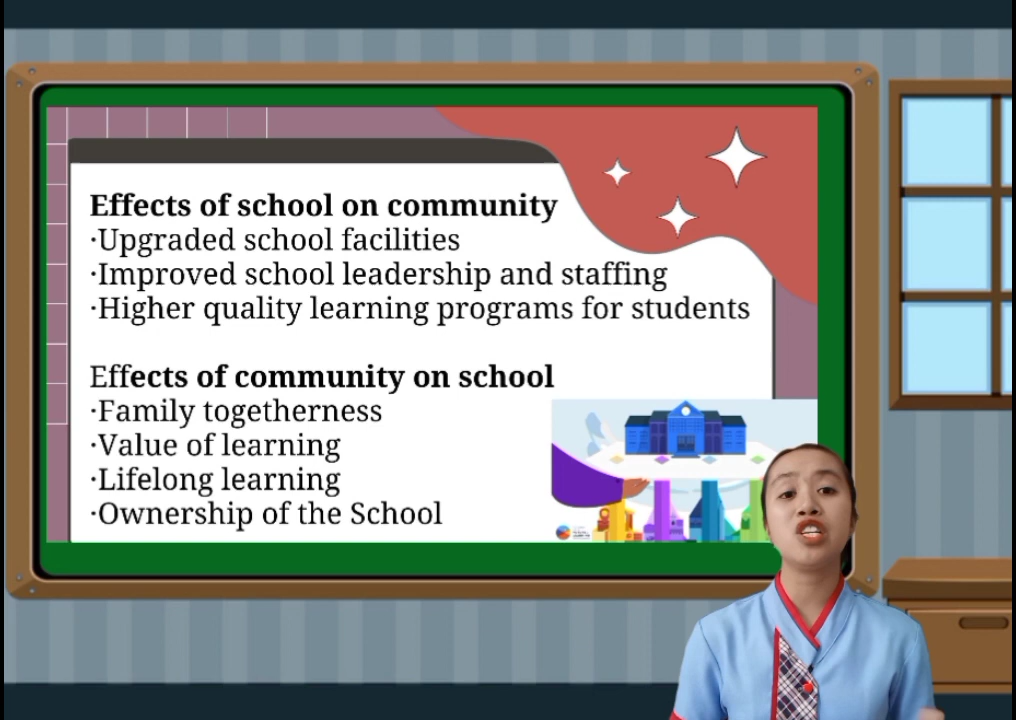 Effects of school on community
·Upgraded school facilities
·Improved school leadership and staffing
·Higher quality learning programs for students
Effects of community on school
·Family togetherness
·Value of learning
·Lifelong learning
·Ownership of the School